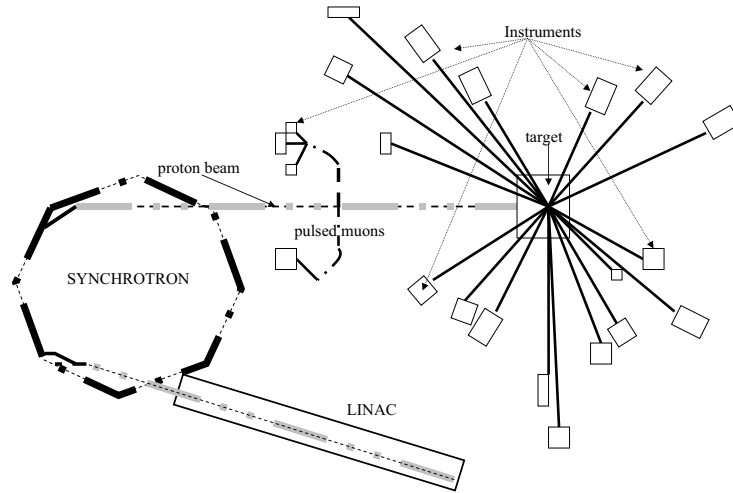 Instruments
target
proton beam
pulsed muons
SYNCHROTRON
LINAC